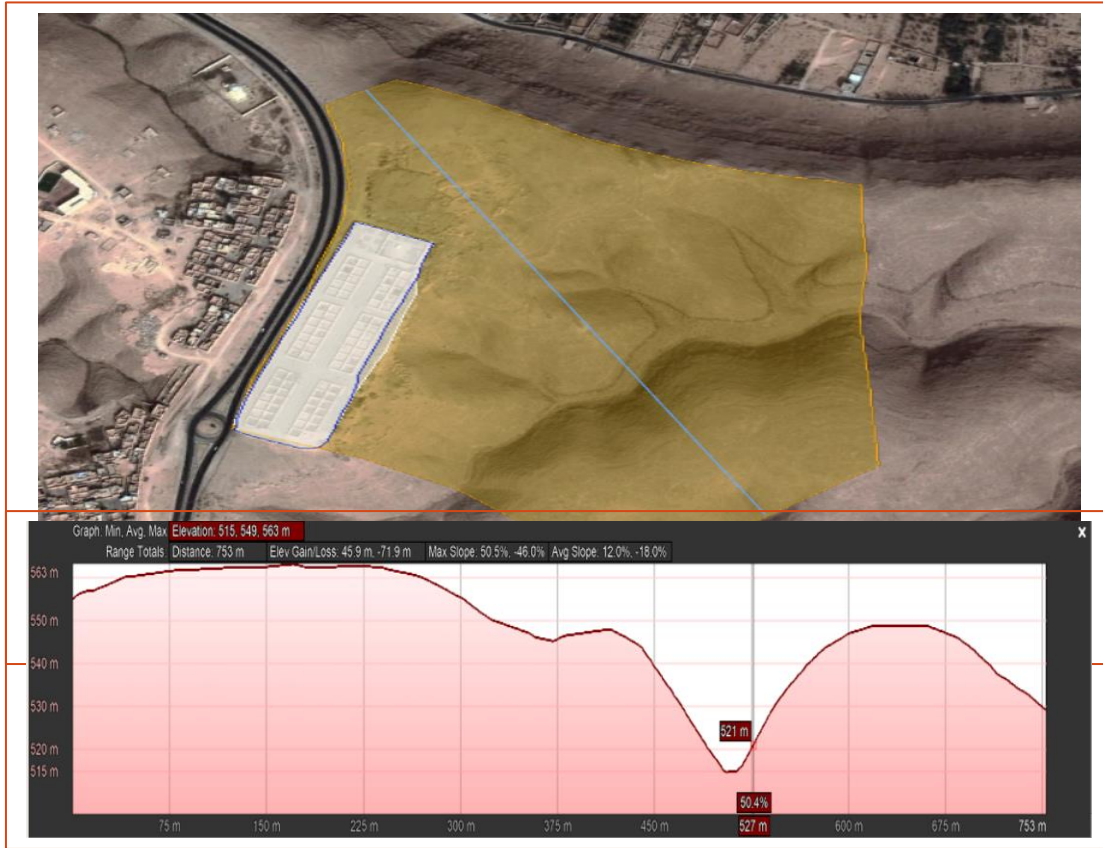 Graph: Min, Avg, Max Elevation: 515, 549, 563 m
x
Range Totals Distance: 753 m Elev Gain/Loss: 45.9 m, -71.9 m Max Slope: 50.5%, -46.0% Avg Slope: 12.0%, -18.0%
563 m
550 m
540 m
530 m
521 m
520 m
515 m
50.4%
75 m 150 m 225 m 300 m 375 m 450 m 527 m 600 m 675 m 753 m